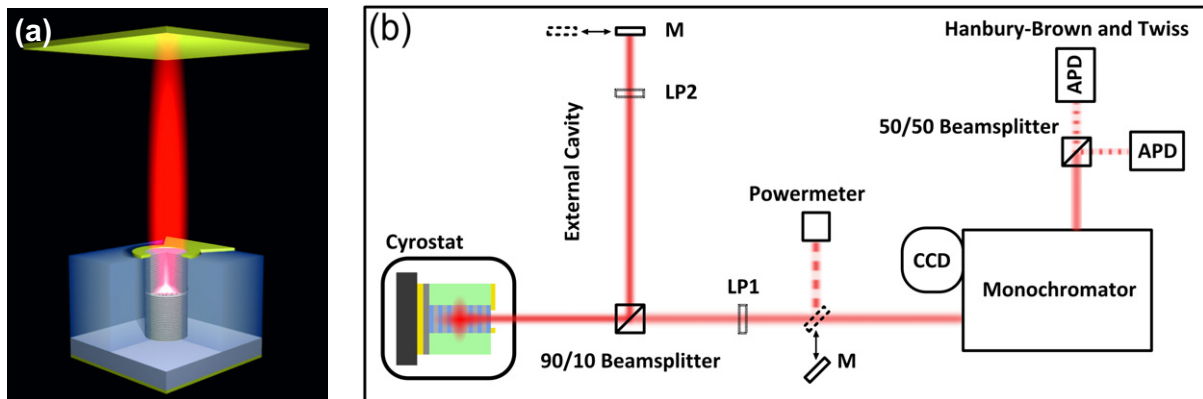 (a)
(b)
M
LP2
External Cavity
Hanbury-Brown and Twiss
APD
50/50 Beamsplitter
APD
Powermeter
Cyrostat
CCD
LP1
Monochromator
90/10 Beamsplitter
M